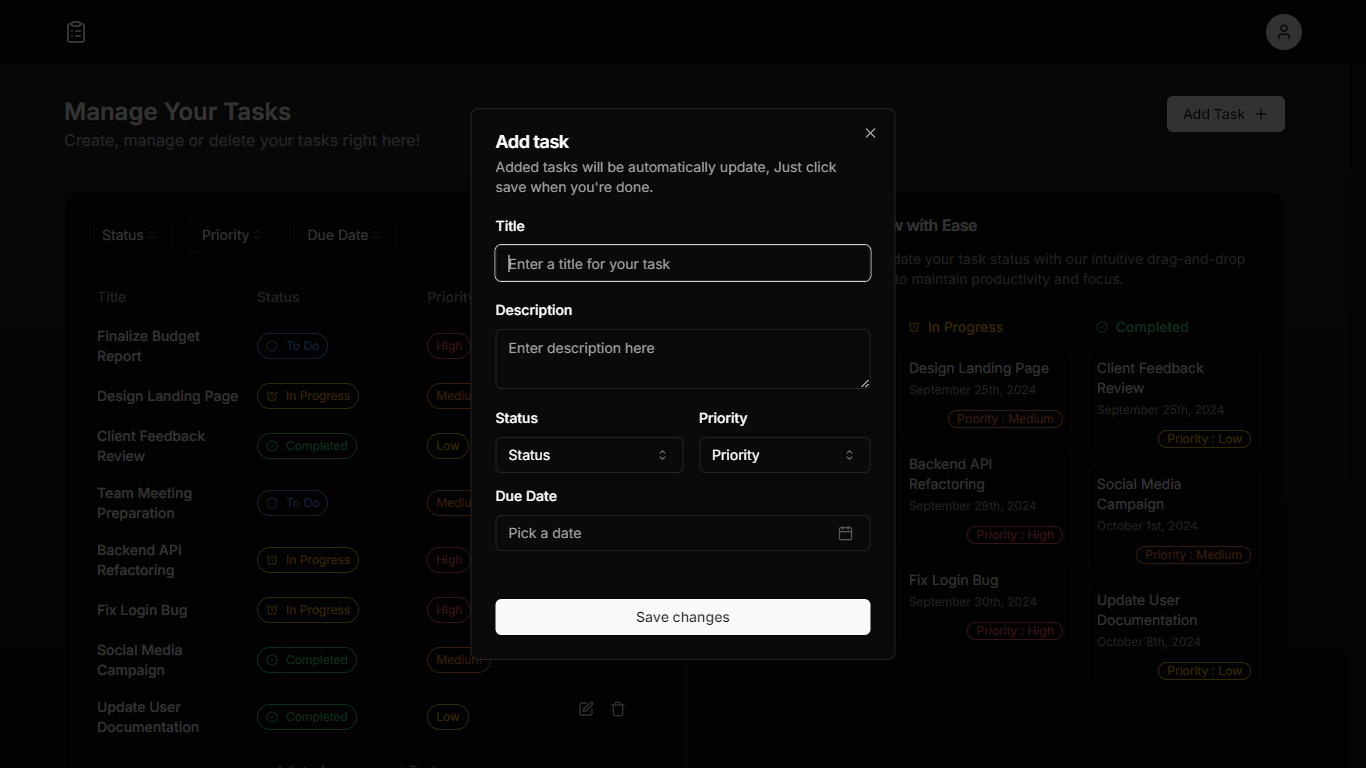 Manage Your Tasks
Create, manage or delete your tasks right here!
Add Task
Status
Priority
Due Date
Title
Status
Priority
Finalize Budget
Report
To Do
High
Design Landing Page
In Progress
Mediu
Client Feedback
Review
Completed
Low
Team Meeting
Preparation
To Do
Mediu
Backend API
Refactoring
In Progress
High
Fix Login Bug
In Progress
High
Social Media
Campaign
Completed
Medium
Update User
Documentation
Completed
Low
Add task
Added tasks will be automatically update, Just click
save when you're done.
Title
Enter a title for your task
Description
Enter description here
Status
Priority
Status
Priority
Due Date
Pick a date
Save changes
with Ease
your task status with our intuitive drag-and-drop
to maintain productivity and focus.
In Progress
Design Landing Page
September 25th, 2024
Priority : Medium
Backend API
Refactoring
September 29th, 2024
Priority : High
Fix Login Bug
September 30th, 2024
Priority : High
Completed
Client Feedback
Review
September 25th, 2024
Priority : Low
Social Media
Campaign
October 1st, 2024
Priority : Medium
Update User
Documentation
October 8th, 2024
Priority : Low